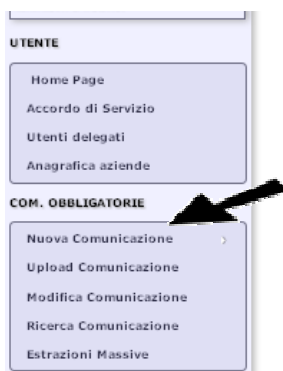 UTENTE
Home Page
Accordo di Servizio
Utenti delegati
Anagrafica aziende
COM. OBBLIGATORIE
Nuova Comunicazione ›
Upload Comunicazione
Modifica Comunicazione
Ricerca Comunicazione
Estrazioni Massive